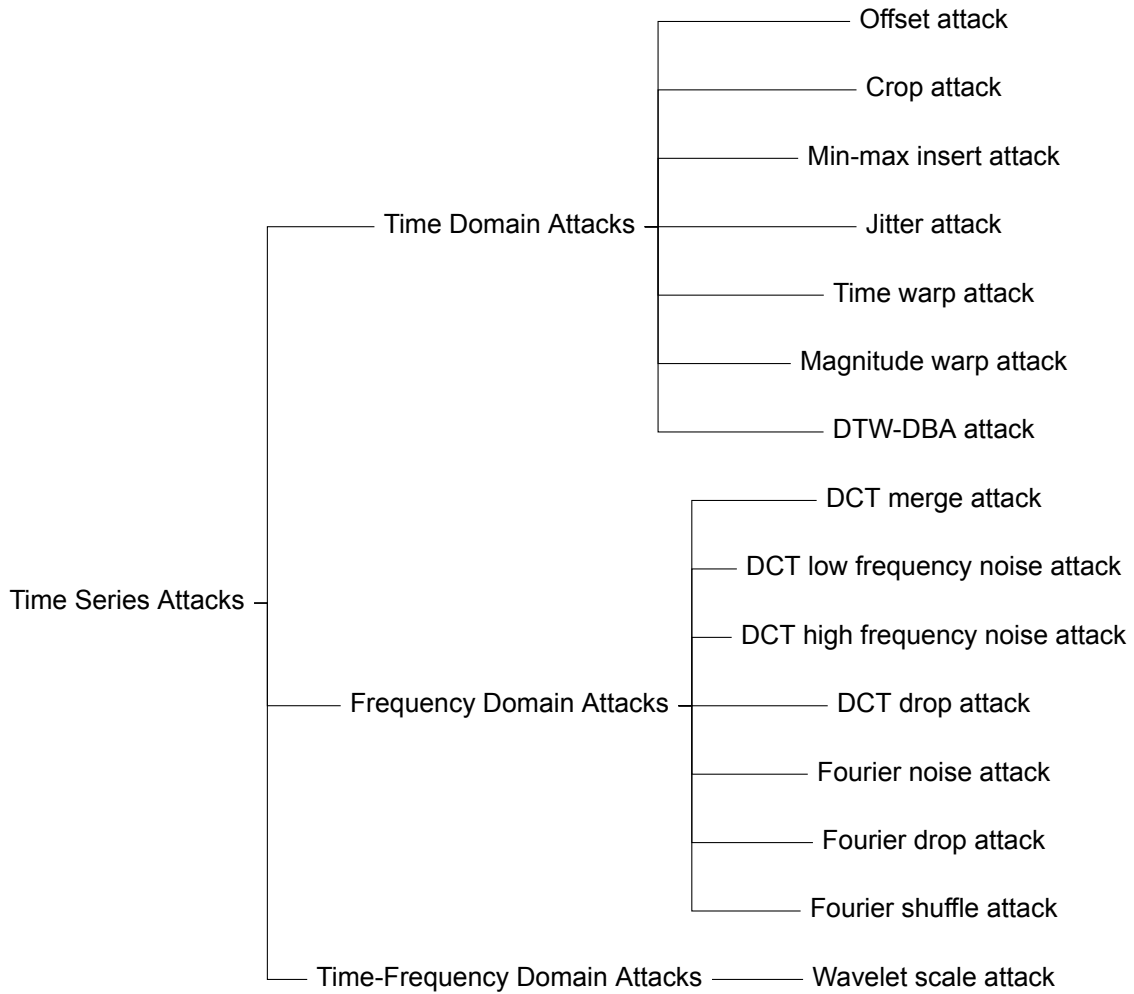 Time Series Attacks
Time Domain Attacks
Offset attack
Crop attack
Min-max insert attack
Jitter attack
Time warp attack
Magnitude warp attack
DTW-DBA attack
Frequency Domain Attacks
DCT merge attack
DCT low frequency noise attack
DCT high frequency noise attack
DCT drop attack
Fourier noise attack
Fourier drop attack
Fourier shuffle attack
Time-Frequency Domain Attacks
Wavelet scale attack